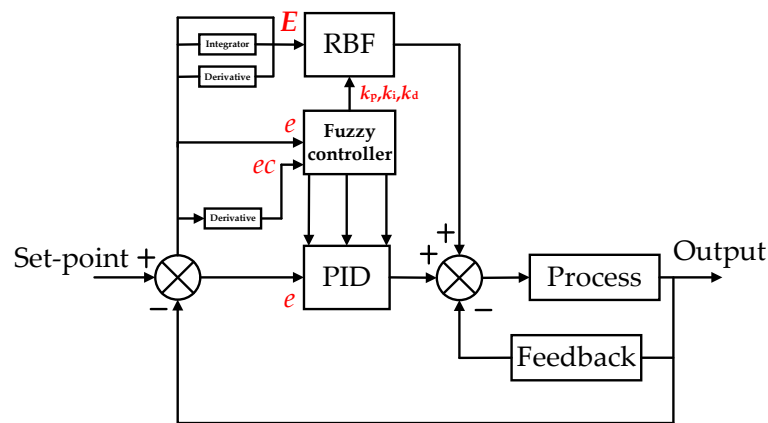 E
RBF
Integrator
Derivative
kp,ki,kd
e
Fuzzy
controller
ec
Derivative
Set-point
+
−
e
PID
+
+
−
Process
Output
Feedback